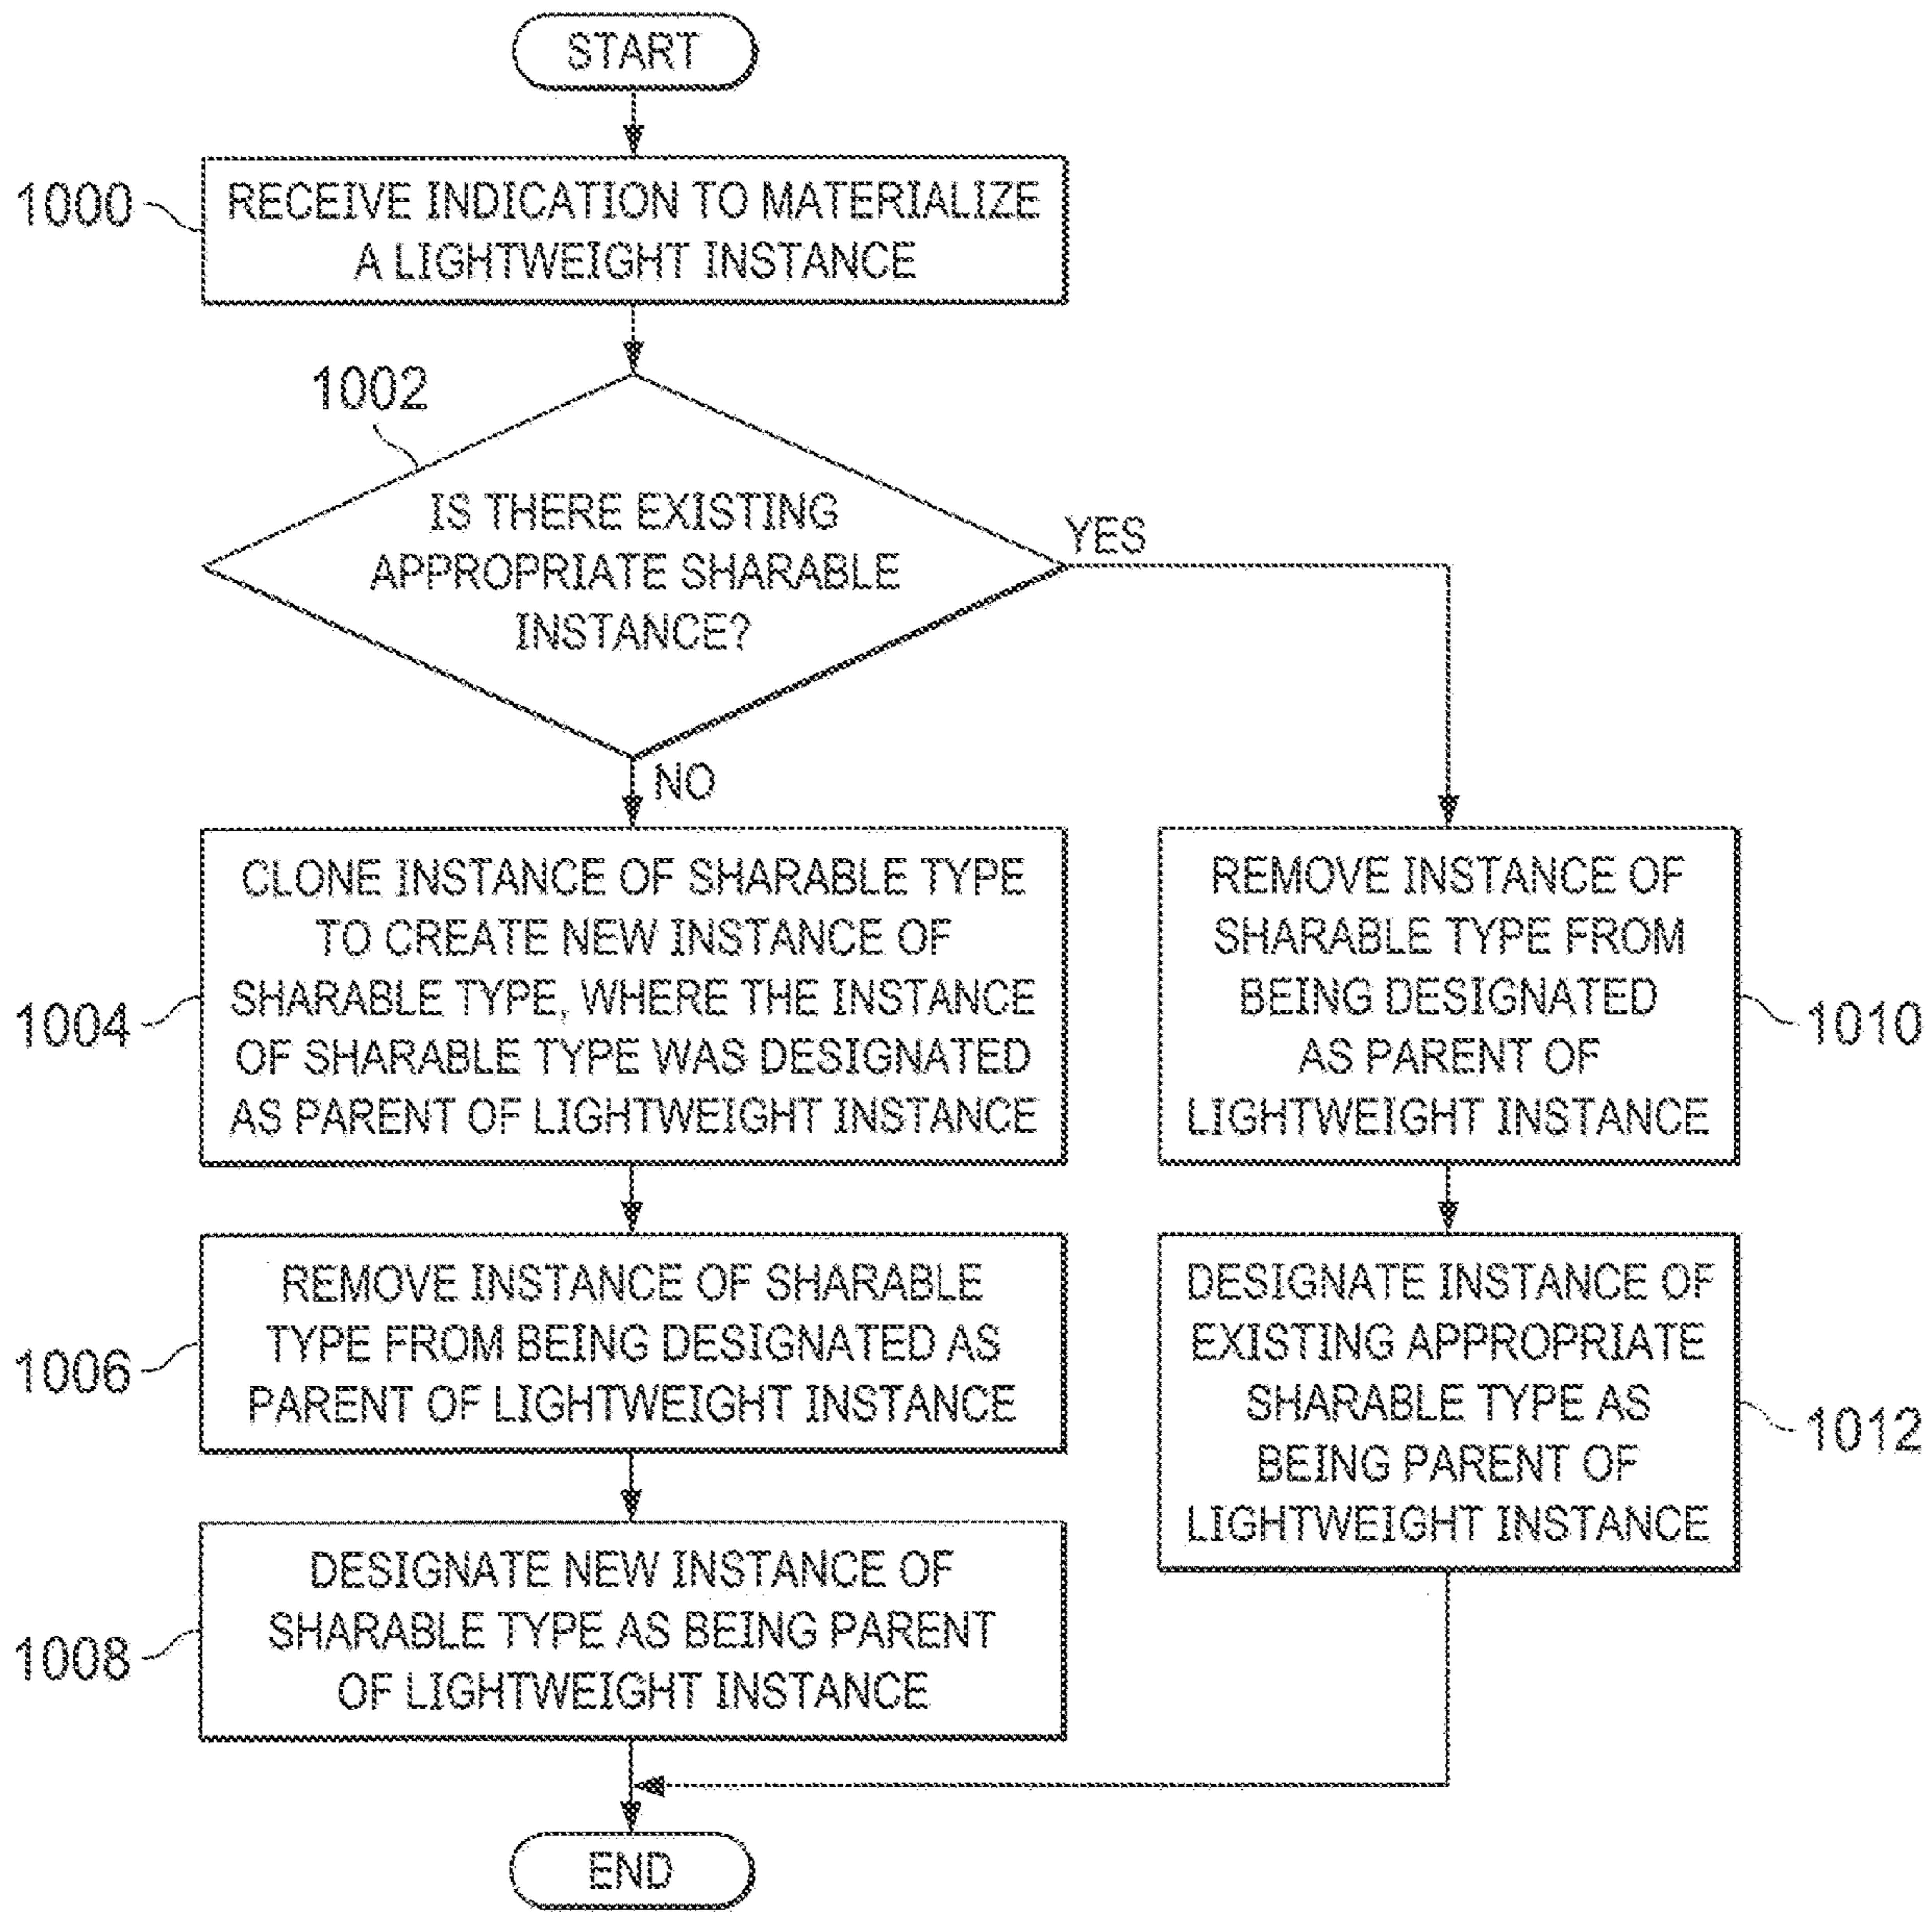 START
1000
RECEIVE INDICATION TO MATERIALIZE
A LIGHTWEIGHT INSTANCE
1002
IS THERE EXISTING
APPROPRIATE SHARABLE
INSTANCE?
YES
NO
1004
CLONE INSTANCE OF SHARABLE TYPE
TO CREATE NEW INSTANCE OF
SHARABLE TYPE, WHERE THE INSTANCE
OF SHARABLE TYPE WAS DESIGNATED
AS PARENT OF LIGHTWEIGHT INSTANCE
1006
REMOVE INSTANCE OF SHARABLE
TYPE FROM BEING DESIGNATED AS
PARENT OF LIGHTWEIGHT INSTANCE
1008
DESIGNATE NEW INSTANCE OF
SHARABLE TYPE AS BEING PARENT
OF LIGHTWEIGHT INSTANCE
REMOVE INSTANCE OF
SHARABLE TYPE FROM
BEING DESIGNATED
AS PARENT OF
LIGHTWEIGHT INSTANCE
1010
DESIGNATE INSTANCE OF
EXISTING APPROPRIATE
SHARABLE TYPE AS
BEING PARENT OF
LIGHTWEIGHT INSTANCE
1012
END